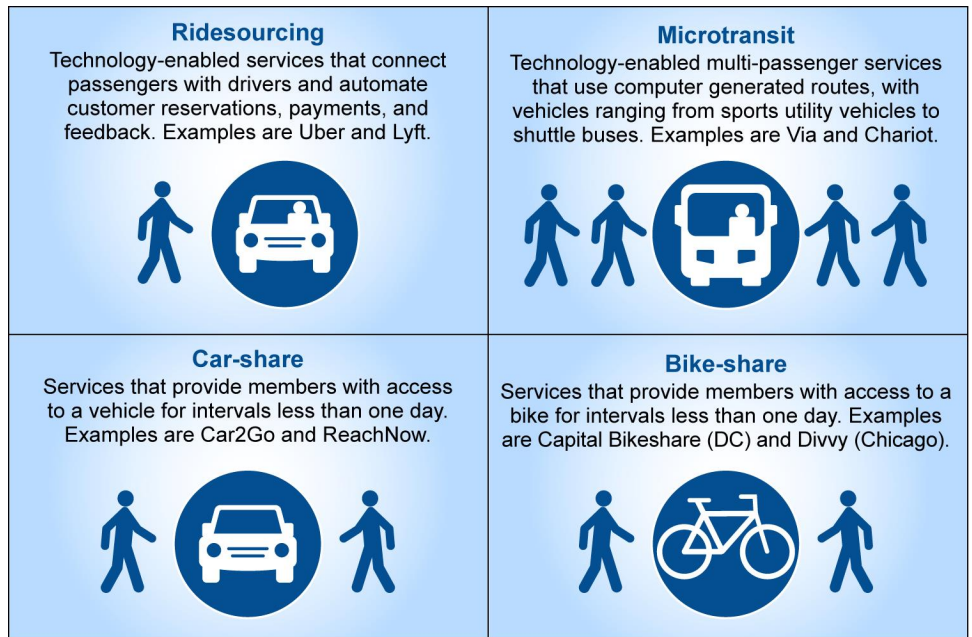 Ridesourcing
Technology-enabled services that connect
passengers with drivers and automate
customer reservations, payments, and
feedback. Examples are Uber and Lyft.
Microtransit
Technology-enabled multi-passenger services
that use computer generated routes, with
vehicles ranging from sports utility vehicles to
shuttle buses. Examples are Via and Chariot.
Car-share
Services that provide members with access
to a vehicle for intervals less than one day.
Examples are Car2Go and ReachNow.
Bike-share
Services that provide members with access to a
bike for intervals less than one day. Examples
are Capital Bikeshare (DC) and Divvy (Chicago).